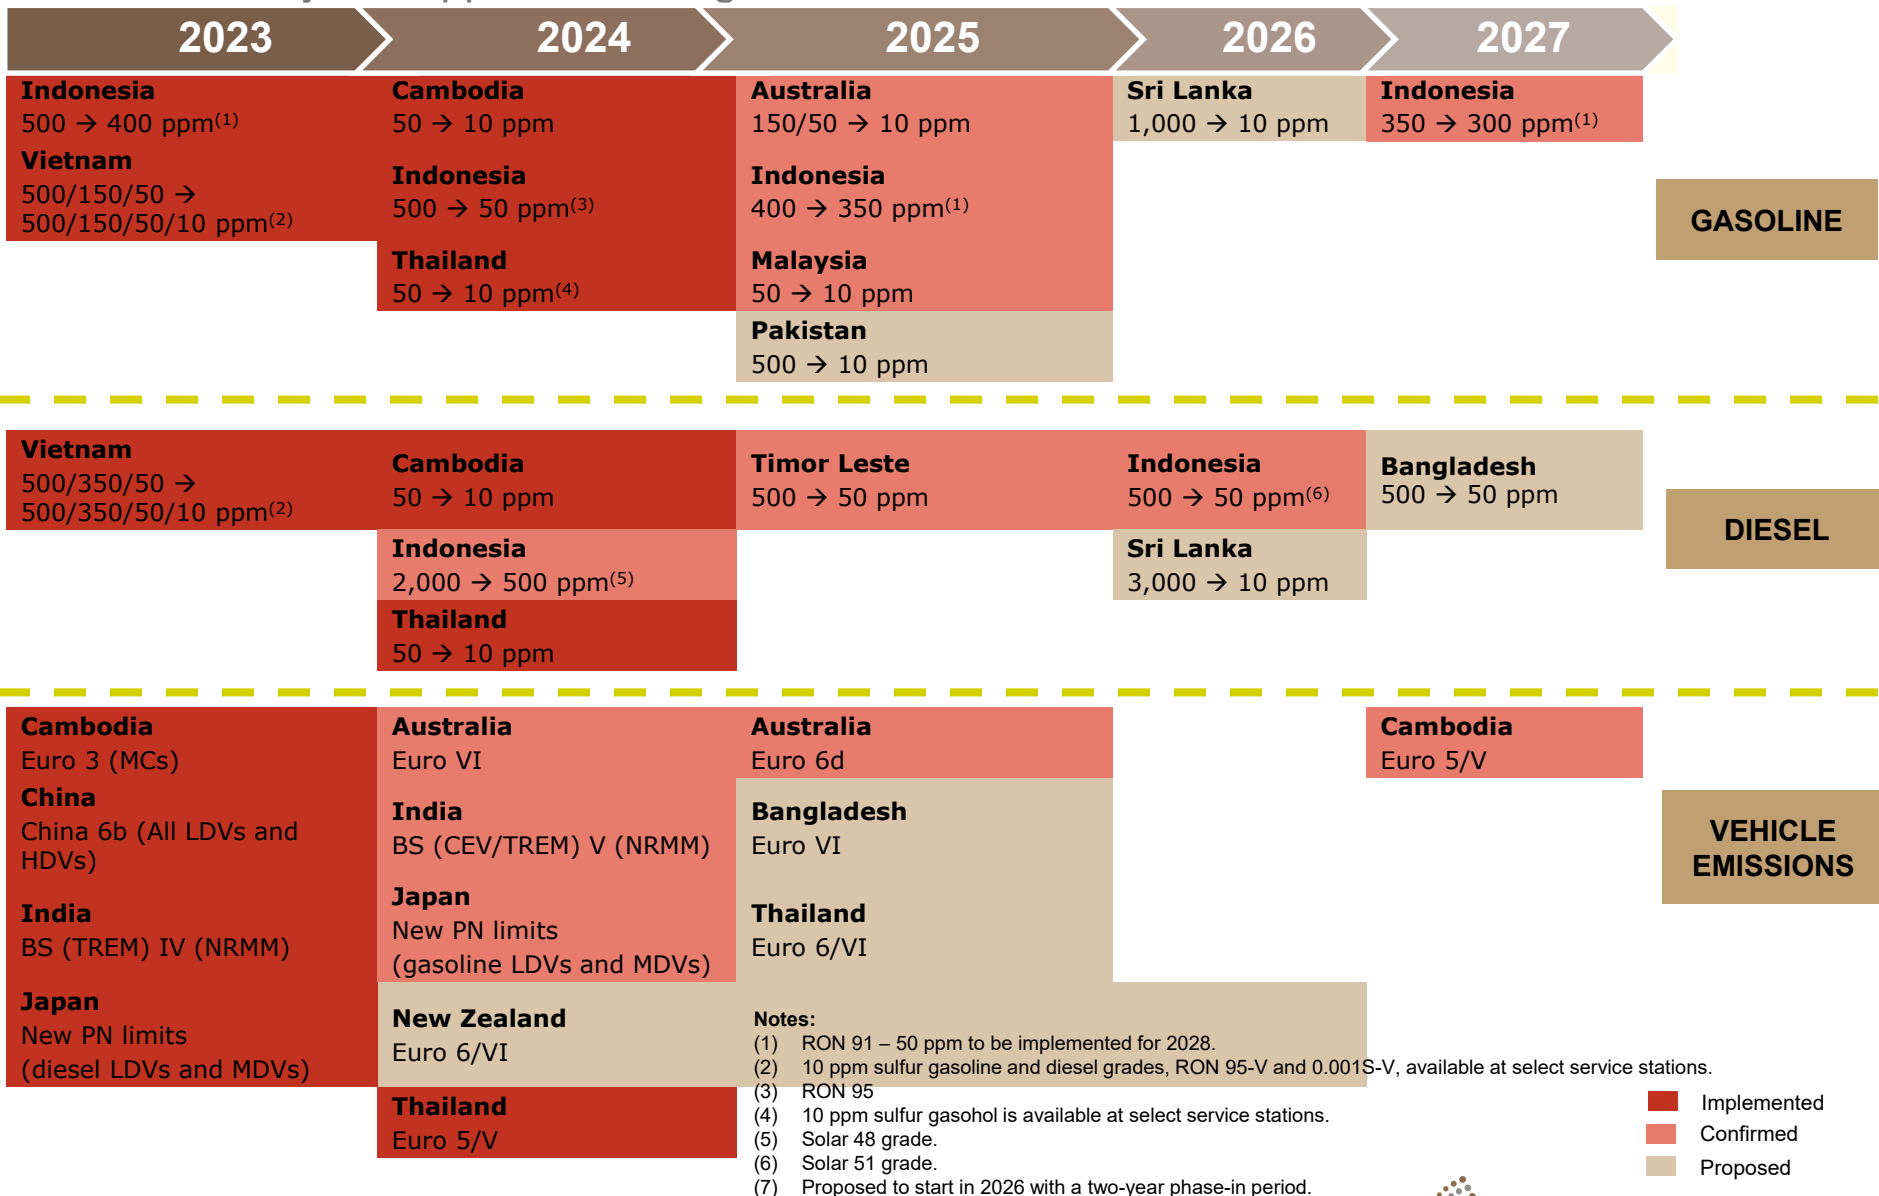 2023
2024
2025
2026
2027
Indonesia
500 → 400 ppm(1)
Vietnam
500/150/50 →
500/150/50/10 ppm(2)
Cambodia
50 → 10 ppm
Indonesia
500 → 50 ppm(3)
Thailand
50 → 10 ppm(4)
Australia
150/50 → 10 ppm
Indonesia
400 → 350 ppm(1)
Malaysia
50 → 10 ppm
Pakistan
500 → 10 ppm
Sri Lanka
1,000 → 10 ppm
Indonesia
350 → 300 ppm(1)
GASOLINE
Vietnam
500/350/50 →
500/350/50/10 ppm(2)
Cambodia
50 → 10 ppm
Indonesia
2,000 → 500 ppm(5)
Thailand
50 → 10 ppm
Timor Leste
500 → 50 ppm
Indonesia
500 → 50 ppm(6)
Sri Lanka
3,000 → 10 ppm
Bangladesh
500 → 50 ppm
DIESEL
Cambodia
Euro 3 (MCs)
China
China 6b (All LDVs and
HDVs)
India
BS (TREM) IV (NRMM)
Japan
New PN limits
(diesel LDVs and MDVs)
Australia
Euro VI
India
BS (CEV/TREM) V (NRMM)
Japan
New PN limits
(gasoline LDVs and MDVs)
New Zealand
Euro 6/VI
Thailand
Euro 5/V
Australia
Euro 6d
Bangladesh
Euro VI
Thailand
Euro 6/VI
Cambodia
Euro 5/V
VEHICLE
EMISSIONS
Notes:
(1) RON 91 – 50 ppm to be implemented for 2028.
(2) 10 ppm sulfur gasoline and diesel grades, RON 95-V and 0.001S-V, available at select service stations.
(3) RON 95
(4) 10 ppm sulfur gasohol is available at select service stations.
(5) Solar 48 grade.
(6) Solar 51 grade.
(7) Proposed to start in 2026 with a two-year phase-in period.
Implemented
Confirmed
Proposed